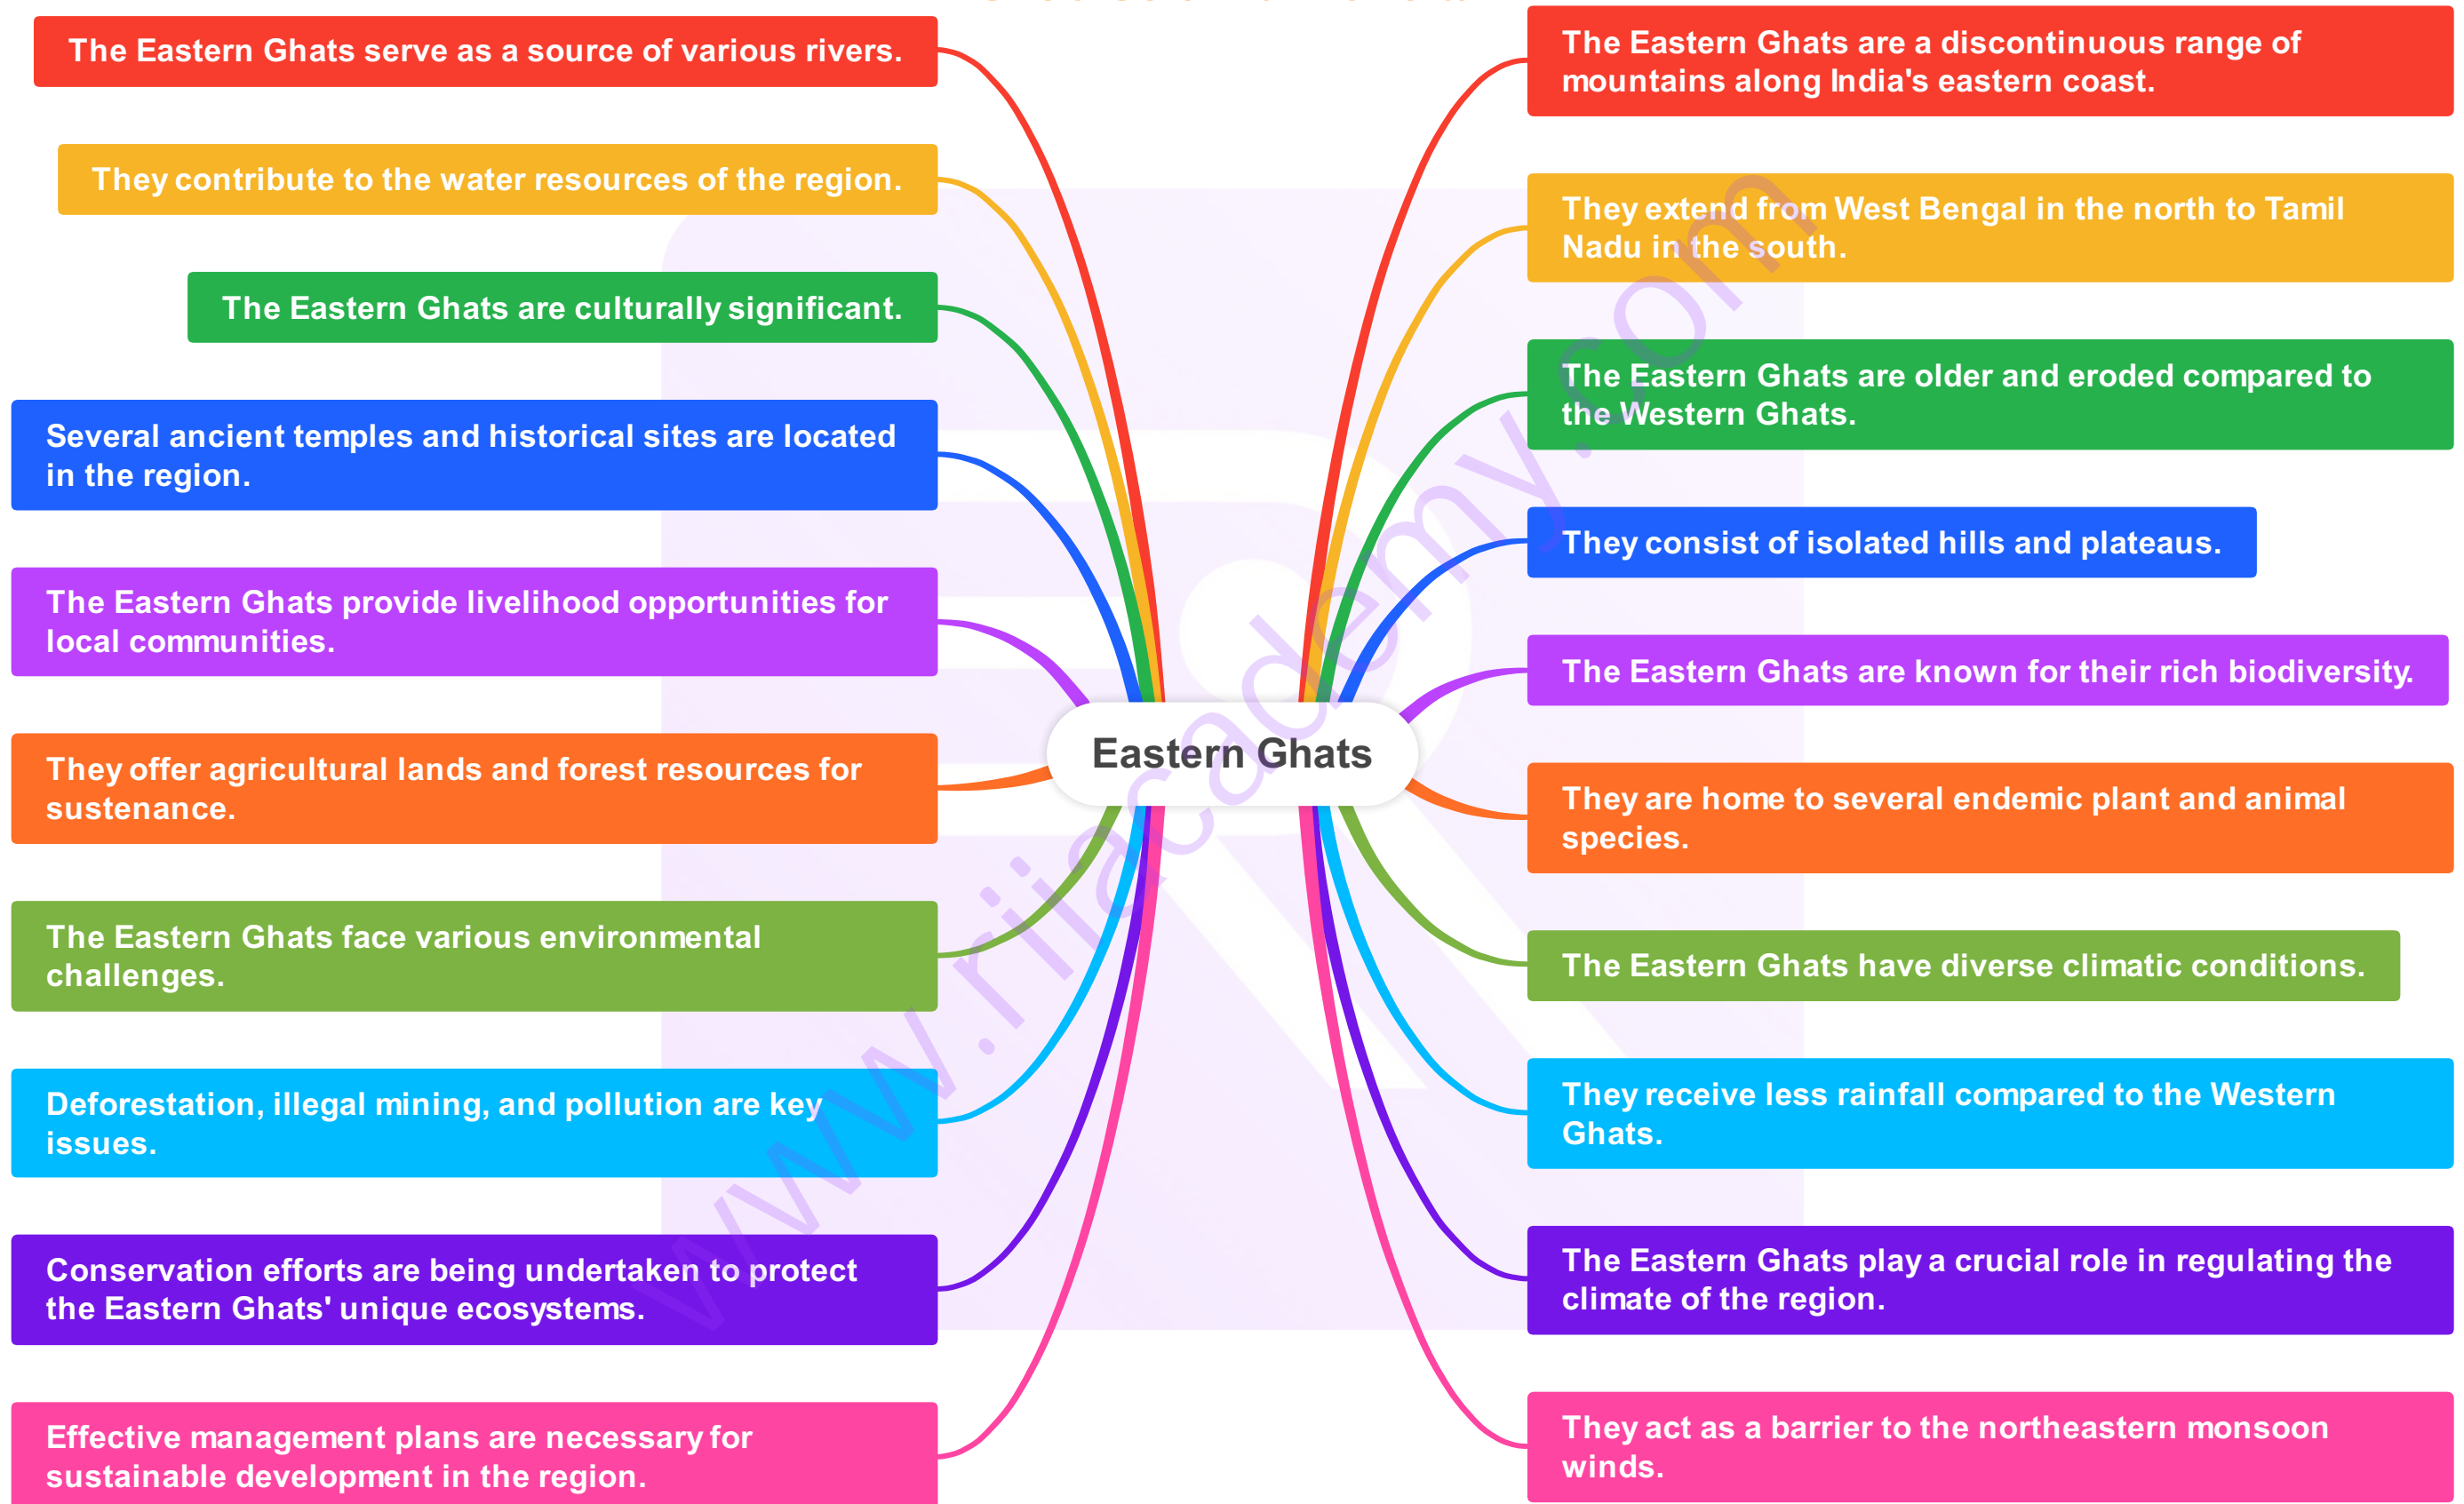 The Eastern Ghats serve as a source of various rivers.
They contribute to the water resources of the region.
The Eastern Ghats are culturally significant.
Several ancient temples and historical sites are located
in the region.
The Eastern Ghats provide livelihood opportunities for
local communities.
They offer agricultural lands and forest resources for
sustenance.
The Eastern Ghats face various environmental
challenges.
Deforestation, illegal mining, and pollution are key
issues.
Conservation efforts are being undertaken to protect
the Eastern Ghats' unique ecosystems.
Effective management plans are necessary for
sustainable development in the region.
Eastern Ghats
The Eastern Ghats are a discontinuous range of
mountains along India's eastern coast.
They extend from West Bengal in the north to Tamil
Nadu in the south.
The Eastern Ghats are older and eroded compared to
the Western Ghats.
They consist of isolated hills and plateaus.
The Eastern Ghats are known for their rich biodiversity.
They are home to several endemic plant and animal
species.
The Eastern Ghats have diverse climatic conditions.
They receive less rainfall compared to the Western
Ghats.
The Eastern Ghats play a crucial role in regulating the
climate of the region.
They act as a barrier to the northeastern monsoon
winds.